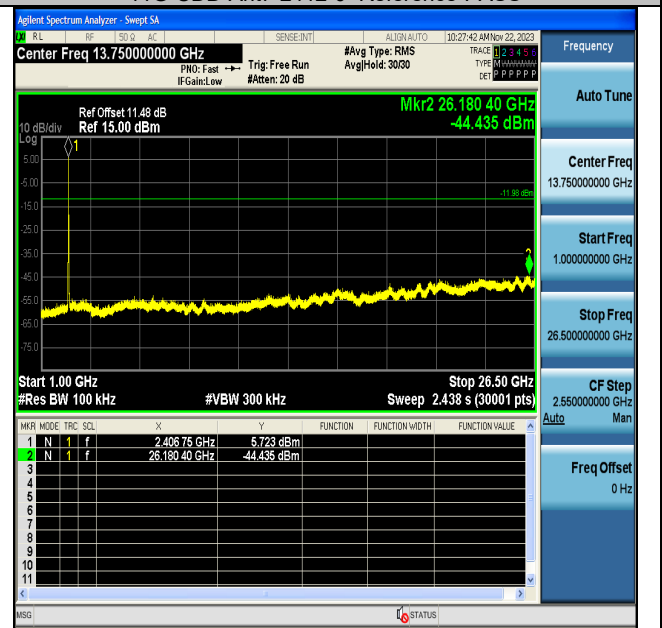 Agilent Spectrum Analyzer - Swept SA
LXI RL RF 50 Ω AC SENSE:INT ALIGN AUTO 10:27:42 AM Nov 22, 2023
Center Freq 13.750000000 GHz
PNO: Fast
IFGain:Low
Trig: Free Run
#Atten: 20 dB
#Avg Type: RMS
Avg|Hold: 30/30
TRACE 1 2 3 4 5 6
TYPE M
DET P P P P P P
Frequency
Auto Tune
Mkr2 26.180 40 GHz
-44.435 dBm
Ref Offset 11.48 dB
10 dB/div Ref 15.00 dBm
Log
1
5.00
-5.00
-11.98 dBm
-15.0
-25.0
-35.0
2
-45.0
-55.0
-65.0
-75.0
Center Freq
13.750000000 GHz
Start Freq
1.000000000 GHz
Stop Freq
26.500000000 GHz
CF Step
2.550000000 GHz
Auto Man
Freq Offset
0 Hz
Start 1.00 GHz Stop 26.50 GHz
#Res BW 100 kHz #VBW 300 kHz Sweep 2.438 s (30001 pts)
MKR MODE TRC SCL X Y FUNCTION FUNCTION WIDTH FUNCTION VALUE
1 N 1 f 2.406 75 GHz 5.723 dBm
2 N 1 f 26.180 40 GHz -44.435 dBm
3
4
5
6
7
8
9
10
11
MSG STATUS